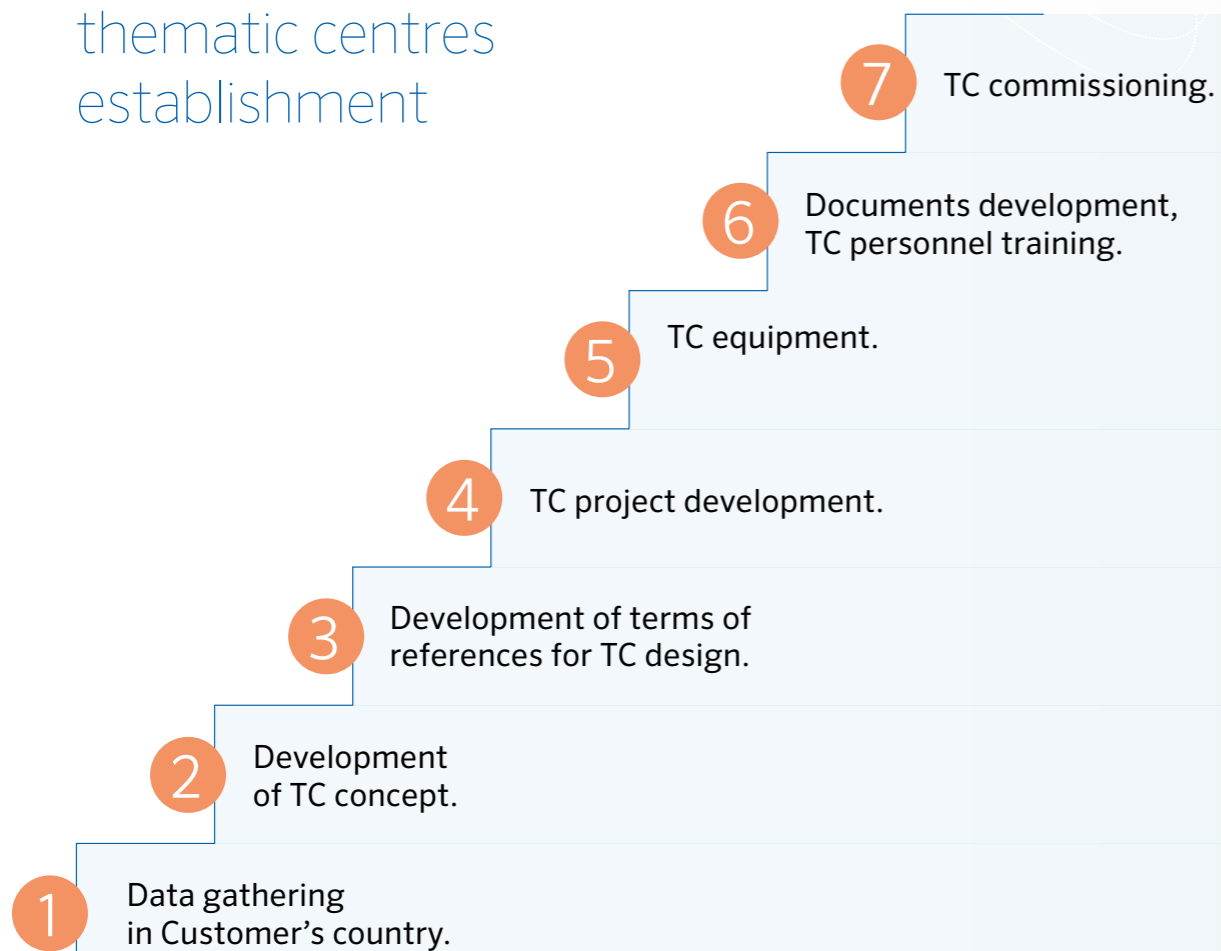 thematic centres
establishment
7
TC commissioning.
6
Documents development,
TC personnel training.
5
TC equipment.
4
TC project development.
3
Development of terms of
references for TC design.
2
Development
of TC concept.
1
Data gathering
in Customer’s country.